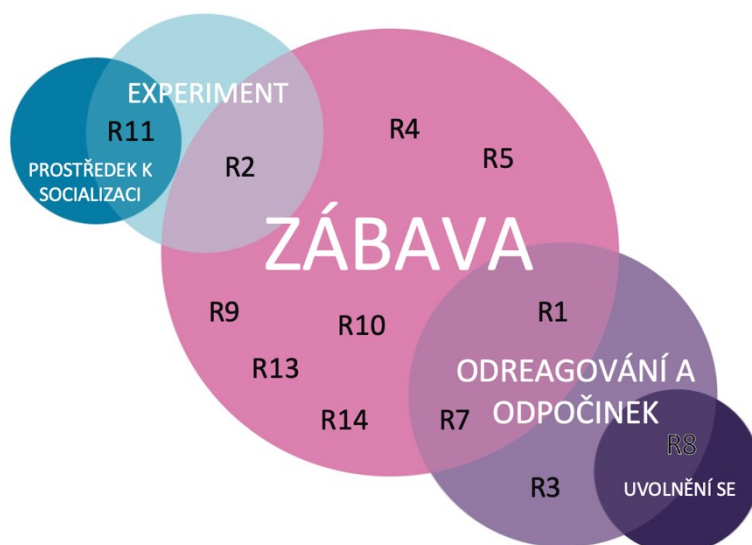 EXPERIMENT
R11
R4
R5
R2
PROSTŘEDEK K
SOCIALIZACI
ZÁBAVA
R9
R10
R1
R13
ODREAGOVÁNÍ A
ODPOČINEK
R14
R7
R8
R3
UVOLNĚNÍ SE